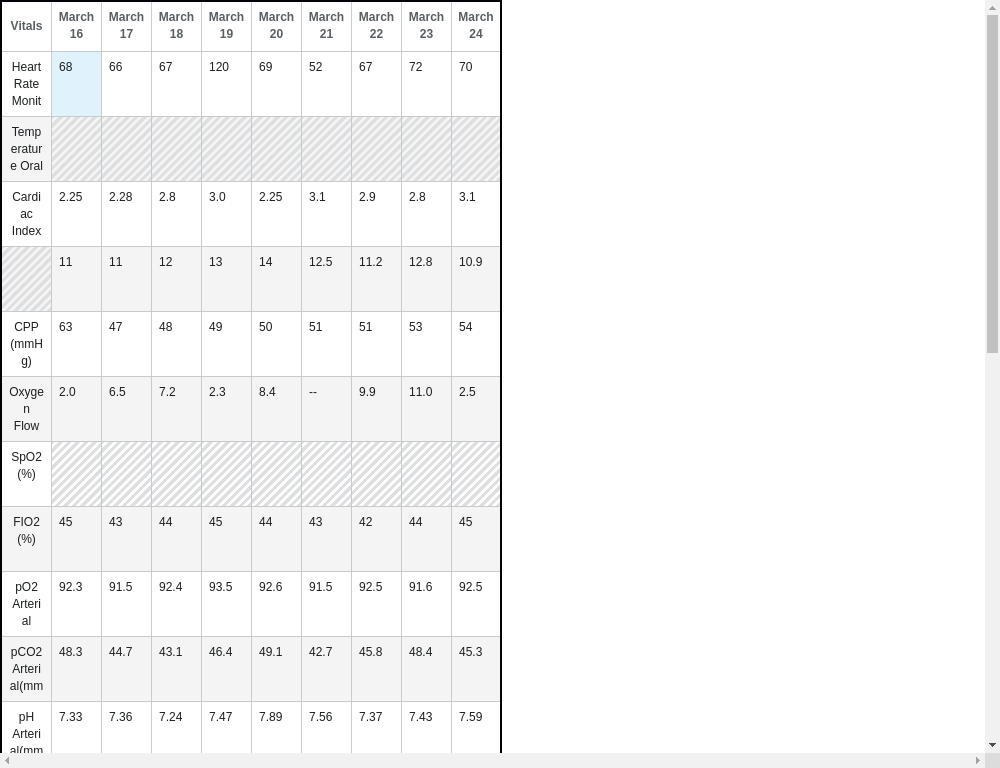 Vitals March 16 March 17 March 18 March 19 March 20 March 21 March 22 March 23 March 24
Heart Rate Monit 68 66 67 120 69 52 67 72 70
Temperature Oral
Cardiac Index 2.25 2.28 2.8 3.0 2.25 3.1 2.9 2.8 3.1
11 11 12 13 14 12.5 11.2 12.8 10.9
CPP (mmHg) 63 47 48 49 50 51 51 53 54
Oxygen Flow 2.0 6.5 7.2 2.3 8.4 -- 9.9 11.0 2.5
SpO2 (%)
FIO2 (%) 45 43 44 45 44 43 42 44 45
pO2 Arterial 92.3 91.5 92.4 93.5 92.6 91.5 92.5 91.6 92.5
pCO2 Arterial(mm 48.3 44.7 43.1 46.4 49.1 42.7 45.8 48.4 45.3
pH Arterial(mm 7.33 7.36 7.24 7.47 7.89 7.56 7.37 7.43 7.59